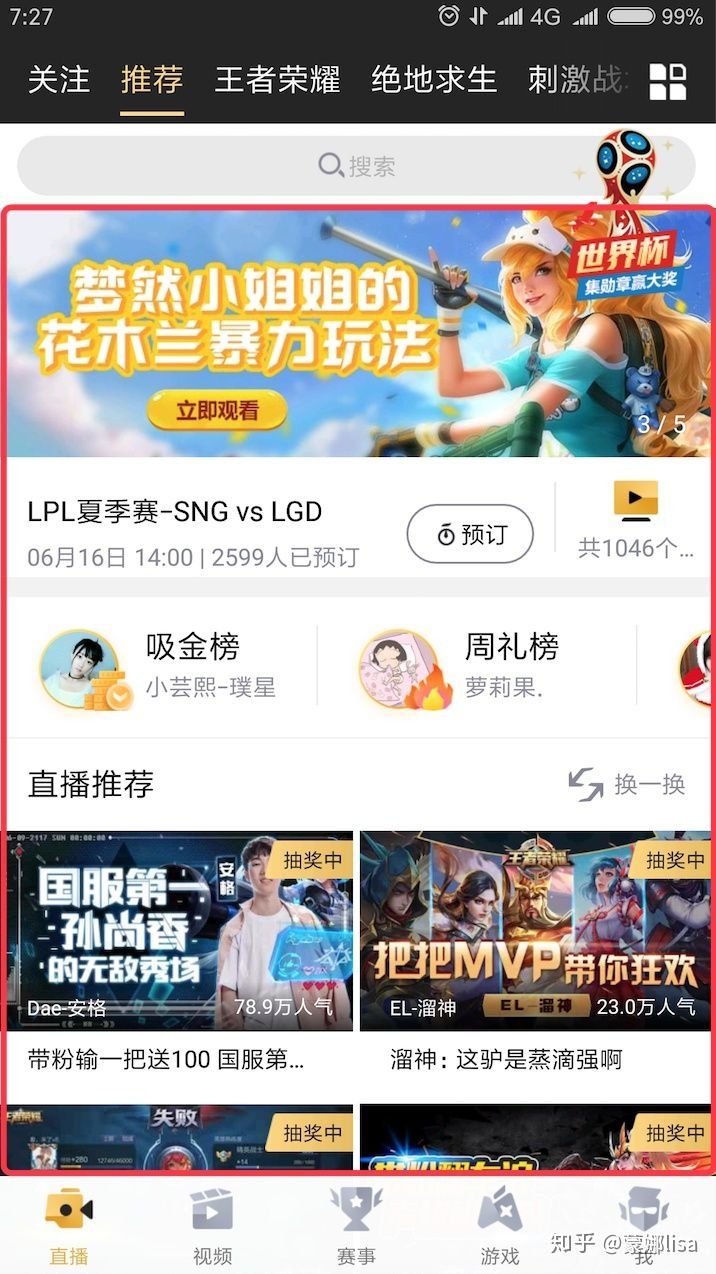 7:27 4G 99%
关注 推荐 王者荣耀 绝地求生 刺激战
搜索
世界杯
集勋章赢大奖
梦然小姐姐的
花木兰暴力玩法
立即观看
3 / 5
LPL夏季赛-SNG vs LGD
预订
06月16日 14:00 | 2599人已预订
共1046个...
吸金榜
小芸熙-璞星
周礼榜
萝莉果.
直播推荐
换一换
抽奖中
安格
国服第一
孙尚香
的无敌秀场
Dae-安格
78.9万人气
带粉输一把送100 国服第...
王者荣耀
抽奖中
把把MVP带你狂欢
EL-溜神
EL-溜神
23.0万人气
溜神:这驴是蒸滴强啊
王者荣耀
失败
抽奖中
抽奖中
直播 视频 赛事 游戏 我
知乎 @蒙娜lisa